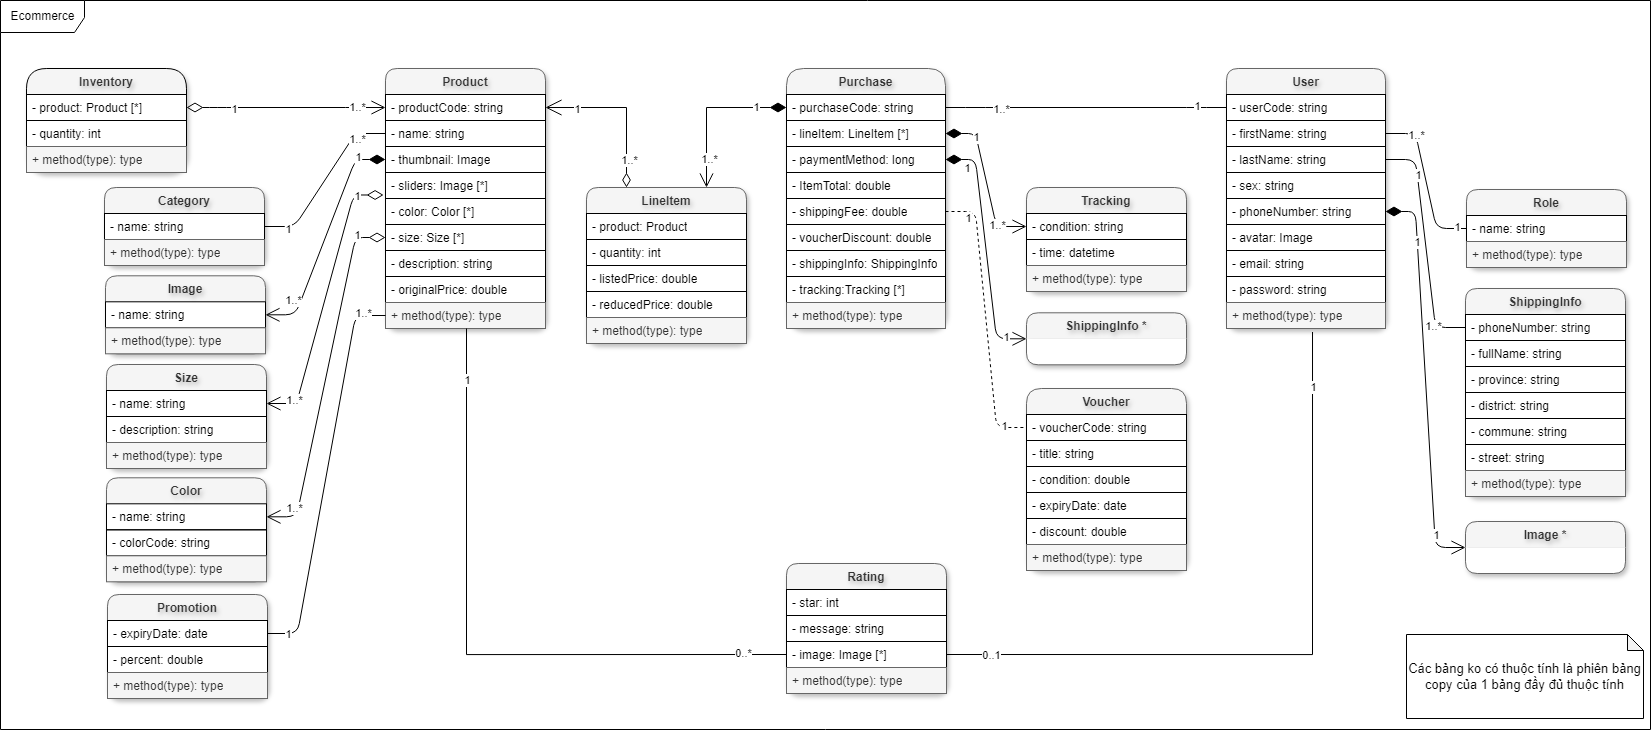 Ecommerce
Inventory
- product: Product [*]
- quantity: int
+ method(type): type
Category
- name: string
+ method(type): type
Image
- name: string
+ method(type): type
Size
- name: string
- description: string
+ method(type): type
Color
- name: string
- colorCode: string
+ method(type): type
Promotion
- expiryDate: date
- percent: double
+ method(type): type
1
1..*
1..*
1
1
1..*
1
1..*
1
1..*
1..*
1
Product
- productCode: string
- name: string
- thumbnail: Image
- sliders: Image [*]
- color: Color [*]
- size: Size [*]
- description: string
- originalPrice: double
+ method(type): type
1
0..*
1
1..*
LineItem
- product: Product
- quantity: int
- listedPrice: double
- reducedPrice: double
+ method(type): type
1
1..*
Purchase
- purchaseCode: string
- lineItem: LineItem [*]
- paymentMethod: long
- ItemTotal: double
- shippingFee: double
- voucherDiscount: double
- shippingInfo: ShippingInfo
- tracking:Tracking [*]
+ method(type): type
1..*
1
1
1..*
1
1
1
1
Tracking
- condition: string
- time: datetime
+ method(type): type
ShippingInfo *
Voucher
- voucherCode: string
- title: string
- condition: double
- expiryDate: date
- discount: double
+ method(type): type
Rating
- star: int
- message: string
- image: Image [*]
+ method(type): type
0..1
1
User
- userCode: string
- firstName: string
- lastName: string
- sex: string
- phoneNumber: string
- avatar: Image
- email: string
- password: string
+ method(type): type
1..*
1
1
1..*
1
1
Role
- name: string
+ method(type): type
ShippingInfo
- phoneNumber: string
- fullName: string
- province: string
- district: string
- commune: string
- street: string
+ method(type): type
Image *
Các bảng ko có thuộc tính là phiên bảng
copy của 1 bảng đầy đủ thuộc tính